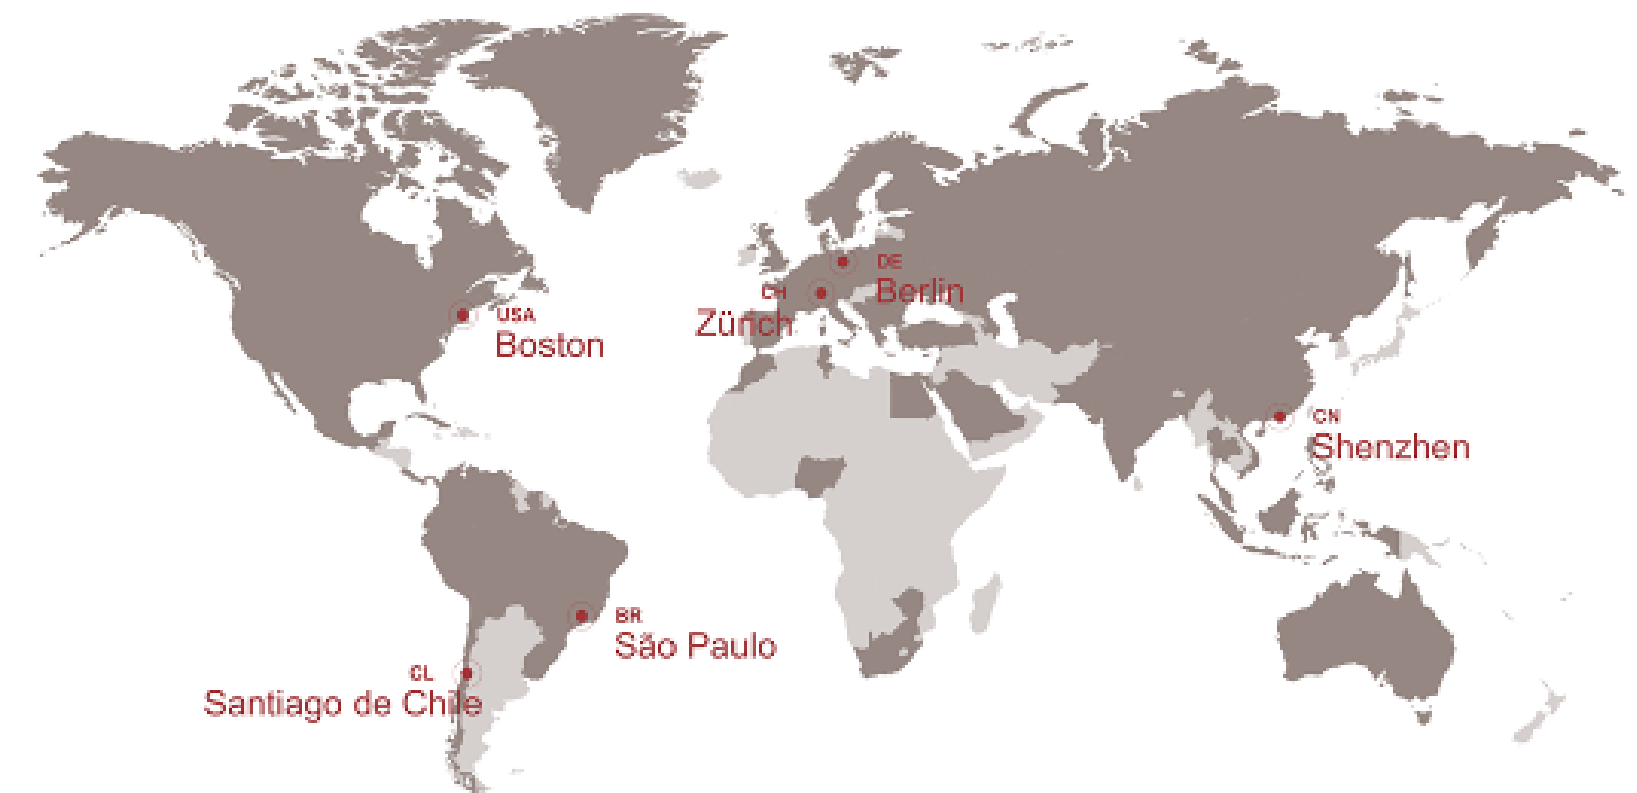 DE
Berlin
CH
Zürich
USA
Boston
CN
Shenzhen
BR
São Paulo
CL
Santiago de Chile